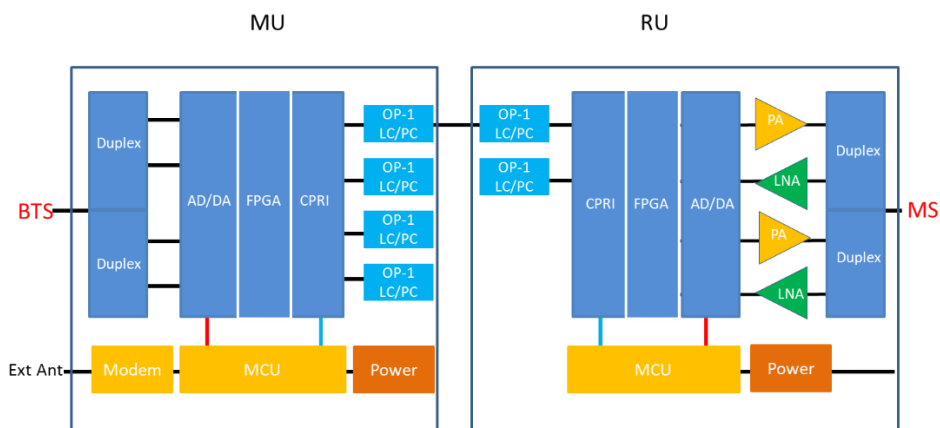 MU
RU
Duplex
Duplex
BTS
AD/DA
FPGA
CPRI
OP-1
LC/PC
OP-1
LC/PC
OP-1
LC/PC
OP-1
LC/PC
Ext Ant
Modem
MCU
Power
OP-1
LC/PC
OP-1
LC/PC
CPRI
FPGA
AD/DA
PA
LNA
PA
LNA
Duplex
Duplex
MS
MCU
Power